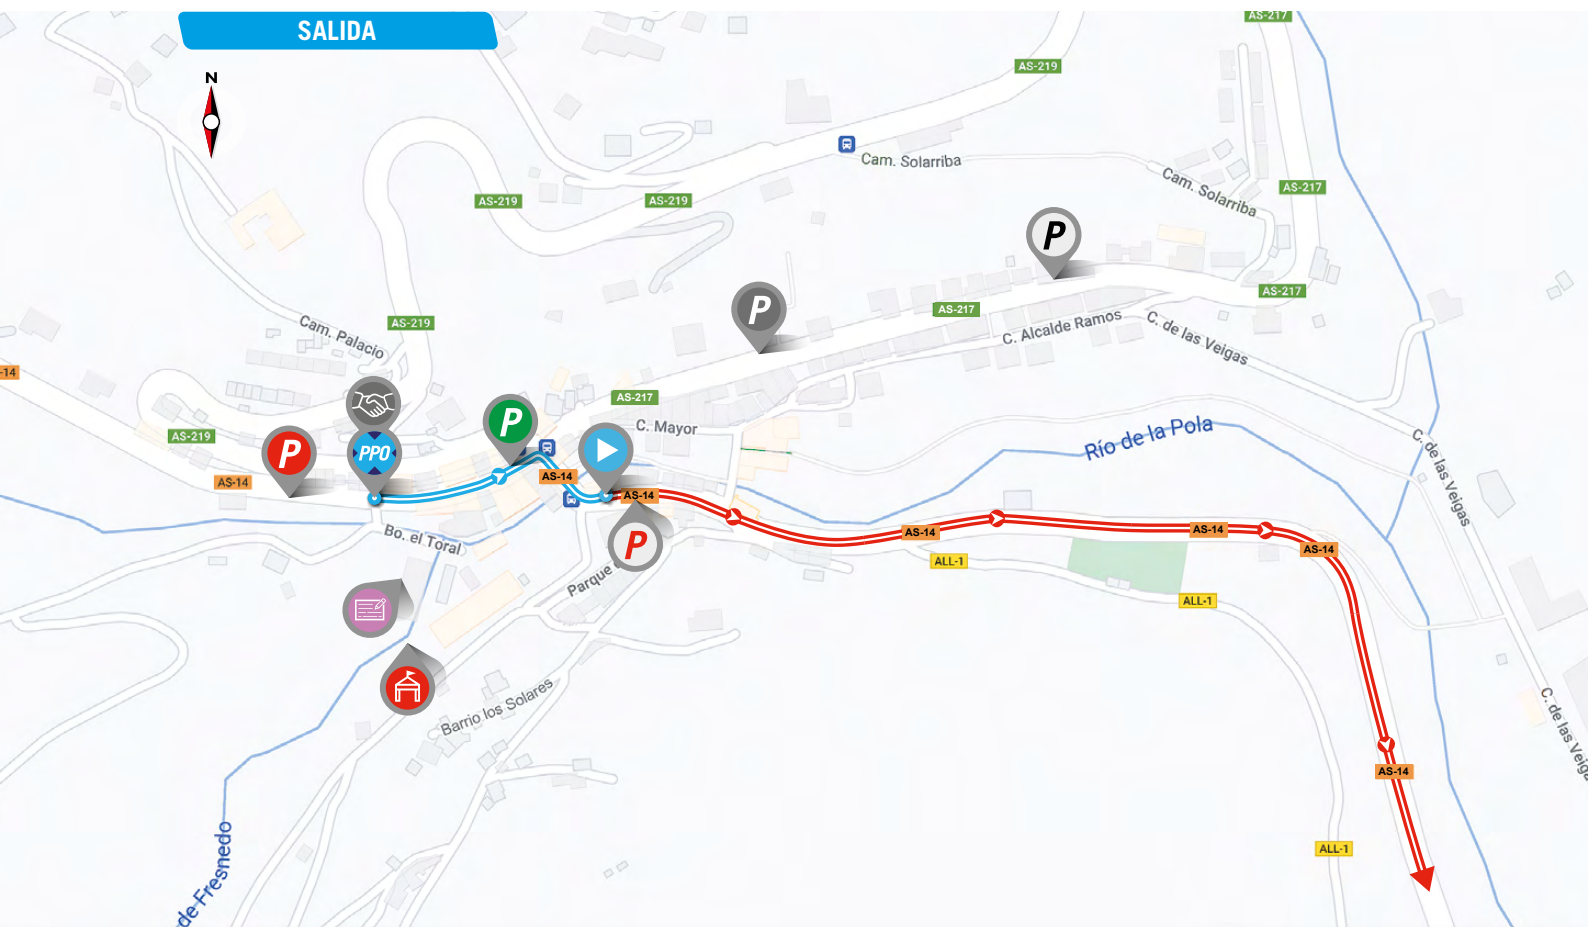 SALIDA
N
AS-217
AS-219
Cam. Solarriba
Cam. Solarriba
AS-217
AS-219
AS-219
P
P
AS-217
AS-217
AS-219
Cam. Palacio
C. Alcalde Ramos
C. de las Veigas
-14
AS-217
P
C. Mayor
AS-219
P
PPO
Río de la Pola
C. de las Veigas
AS-14
AS-14
AS-14
AS-14
AS-14
AS-14
Bo. el Toral
P
ALL-1
Parque
ALL-1
Barrio los Solares
C. de las Veiga
AS-14
ALL-1
de Fresnedo